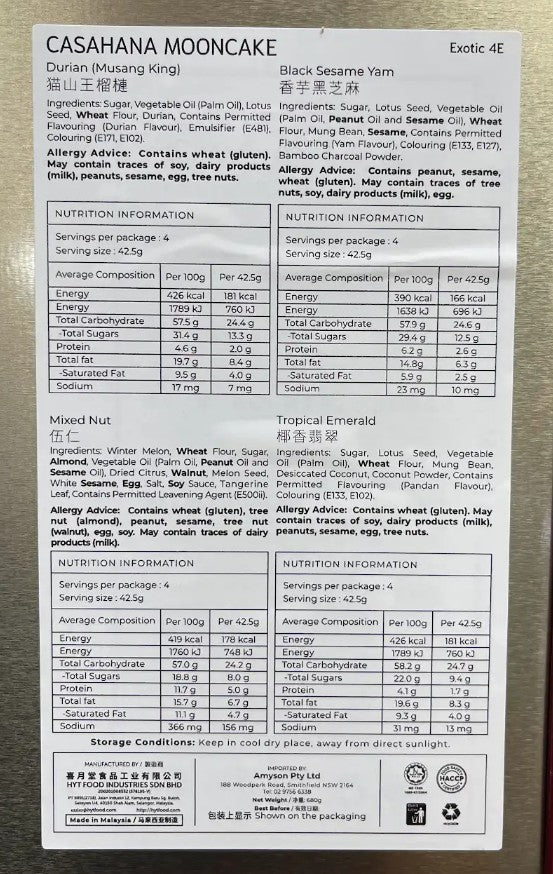 CASAHANA MOONCAKE
Exotic 4E
Durian (Musang King)
猫山王榴槤
Ingredients: Sugar, Vegetable Oil (Palm Oil), Lotus
Seed, Wheat Flour, Durian, Contains Permitted
Flavouring (Durian Flavour), Emulsifier (E481),
Colouring (E171, E102).
Allergy Advice: Contains wheat (gluten).
May contain traces of soy, dairy products
(milk), peanuts, sesame, egg, tree nuts.
NUTRITION INFORMATION
Servings per package : 4
Serving size : 42.5g
Average Composition Per 100g Per 42.5g
Energy 426 kcal 181 kcal
Energy 1789 kJ 760 kJ
Total Carbohydrate 57.5 g 24.4 g
-Total Sugars 31.4 g 13.3 g
Protein 4.6 g 2.0 g
Total fat 19.7 g 8.4 g
-Saturated Fat 9.5 g 4.0 g
Sodium 17 mg 7 mg
Black Sesame Yam
香芋黑芝麻
Ingredients: Sugar, Lotus Seed, Vegetable Oil
(Palm Oil, Peanut Oil and Sesame Oil), Wheat
Flour, Mung Bean, Sesame, Contains Permitted
Flavouring (Yam Flavour), Colouring (E133, E127),
Bamboo Charcoal Powder.
Allergy Advice: Contains peanut, sesame,
wheat (gluten). May contain traces of tree
nuts, soy, dairy products (milk), egg.
NUTRITION INFORMATION
Servings per package : 4
Serving size : 42.5g
Average Composition Per 100g Per 42.5g
Energy 390 kcal 166 kcal
Energy 1638 kJ 696 kJ
Total Carbohydrate 57.9 g 24.6 g
-Total Sugars 29.4 g 12.5 g
Protein 6.2 g 2.6 g
Total fat 14.8g 6.3 g
-Saturated Fat 5.9 g 2.5 g
Sodium 23 mg 10 mg
Mixed Nut
伍仁
Ingredients: Winter Melon, Wheat Flour, Sugar,
Almond, Vegetable Oil (Palm Oil, Peanut Oil and
Sesame Oil), Dried Citrus, Walnut, Melon Seed,
White Sesame, Egg, Salt, Soy Sauce, Tangerine
Leaf, Contains Permitted Leavening Agent (E500ii).
Allergy Advice: Contains wheat (gluten), tree
nut (almond), peanut, sesame, tree nut
(walnut), egg, soy. May contain traces of dairy
products (milk).
NUTRITION INFORMATION
Servings per package : 4
Serving size : 42.5g
Average Composition Per 100g Per 42.5g
Energy 419 kcal 178 kcal
Energy 1760 kJ 748 kJ
Total Carbohydrate 57.0 g 24.2 g
-Total Sugars 18.8 g 8.0 g
Protein 11.7 g 5.0 g
Total fat 15.7 g 6.7 g
-Saturated Fat 11.1 g 4.7 g
Sodium 366 mg 156 mg
Tropical Emerald
椰香翡翠
Ingredients: Sugar, Lotus Seed, Vegetable
Oil (Palm Oil), Wheat Flour, Mung Bean,
Desiccated Coconut, Coconut Powder, Contains
Permitted Flavouring (Pandan Flavour),
Colouring (E133, E102).
Allergy Advice: Contains wheat (gluten). May
contain traces of soy, dairy products (milk),
peanuts, sesame, egg, tree nuts.
NUTRITION INFORMATION
Servings per package : 4
Serving size : 42.5g
Average Composition Per 100g Per 42.5g
Energy 426 kcal 181 kcal
Energy 1789 kJ 760 kJ
Total Carbohydrate 58.2 g 24.7 g
-Total Sugars 22.0 g 9.4 g
Protein 4.1 g 1.7 g
Total fat 19.6 g 8.3 g
-Saturated Fat 9.3 g 4.0 g
Sodium 31 mg 13 mg
Storage Conditions: Keep in cool dry place, away from direct sunlight.
MANUFACTURED BY / 製造商
喜月堂食品工业有限公司
HYT FOOD INDUSTRIES SDN BHD
Selangor, Malaysia.
http://hytfood.com
Made in Malaysia / 马来西亚制造
IMPORTED BY
Amyson Pty Ltd
188 Woodpark Road, Smithfield NSW 2164
Tel: 02 9756 6338
Net Weight / 净重: 680g
Best Before / 有效日期:
包装上显示 Shown on the packaging
HACCP